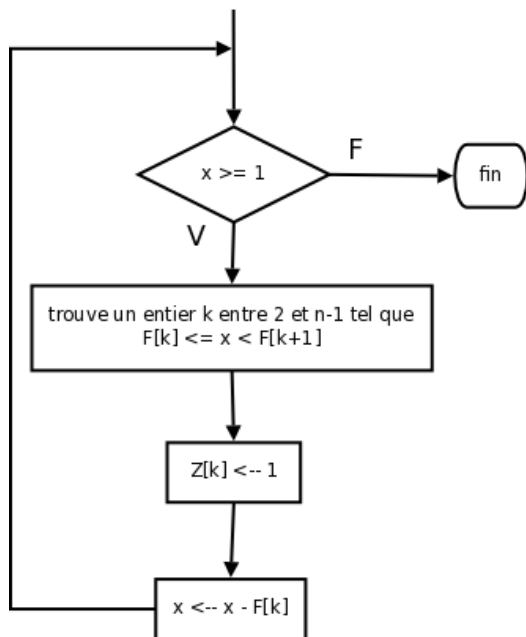 x >= 1
F
fin
V
trouve un entier k entre 2 et n-1 tel que
F[k] <= x < F[k+1]
Z[k] <-- 1
x <-- x - F[k]